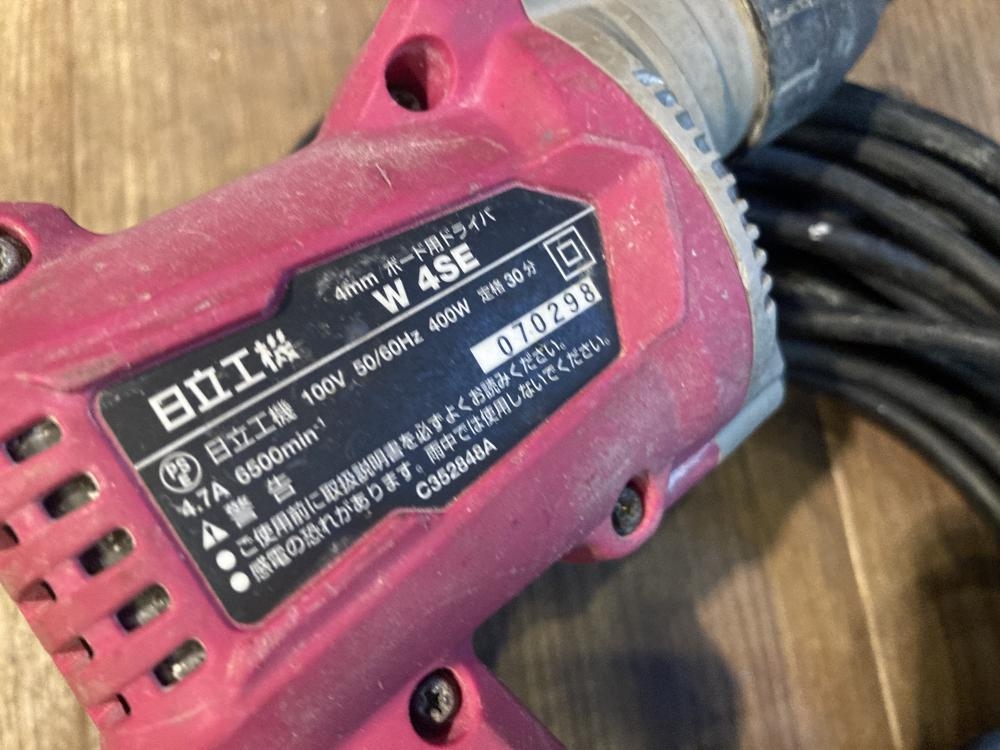 4mm ボード用ドライバ
日立工機 W 4SE
日立工機 100V 50/60Hz 400W 定格30分
PS
E
4.7A 6500min⁻¹
070298
警 告
ご使用前に取扱説明書を必ずよくお読みください。
感電の恐れがあります。雨中では使用しないでください。
C352848A